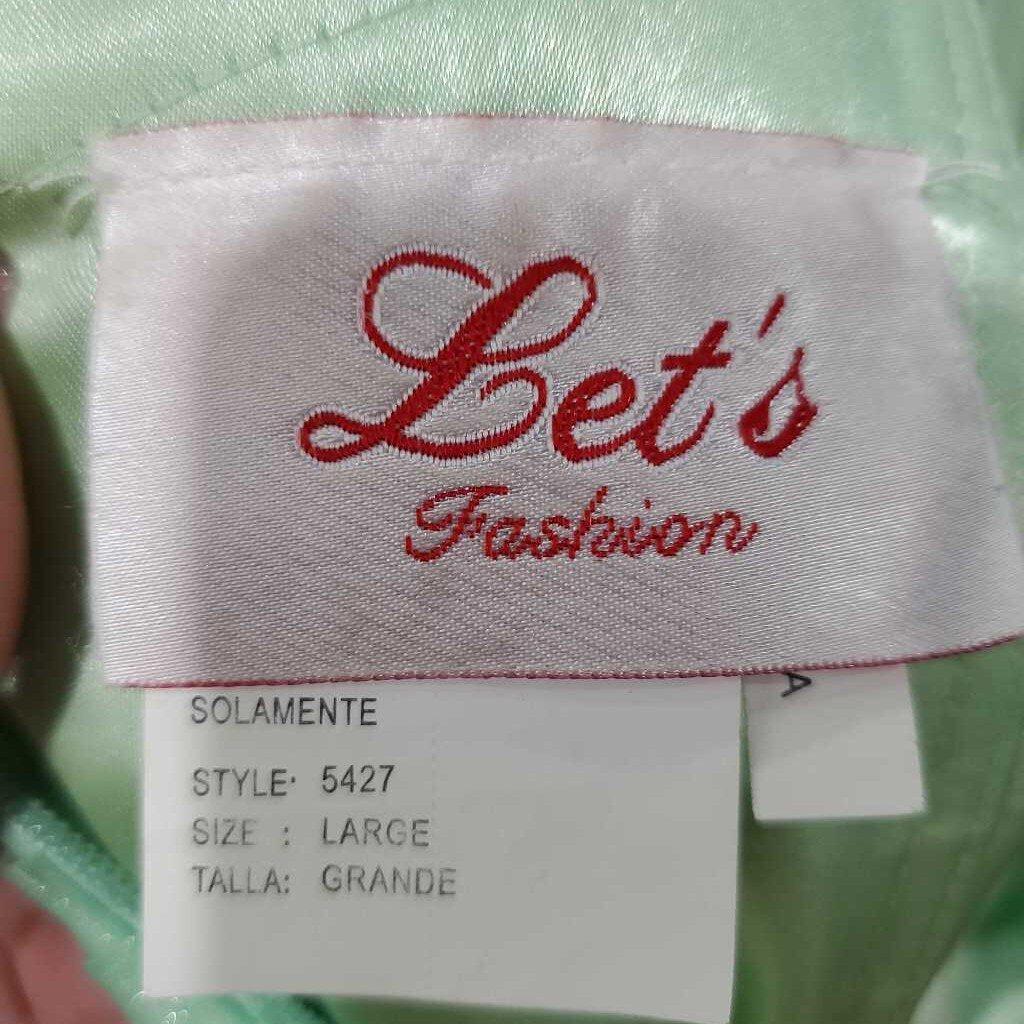 Let's
Fashion
SOLAMENTE
STYLE: 5427
SIZE : LARGE
TALLA: GRANDE
A